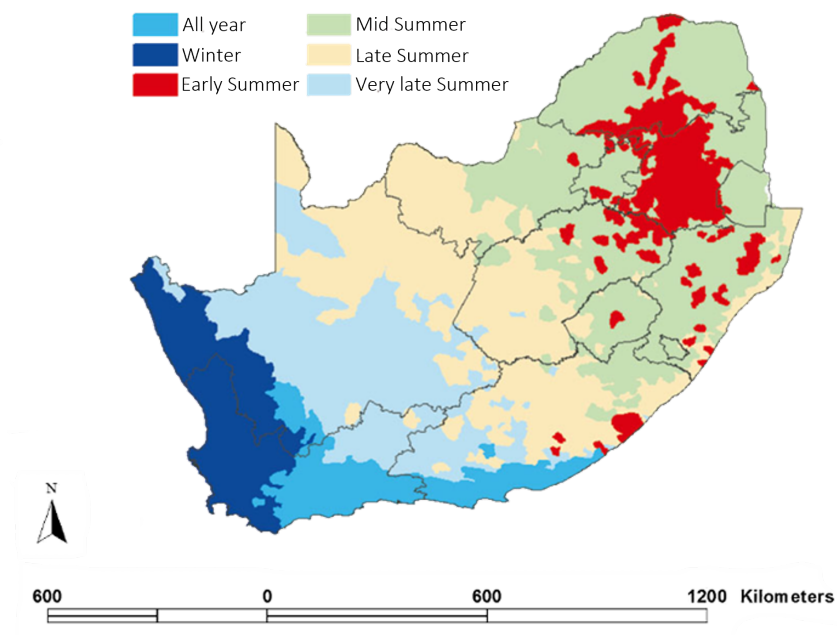 All year
Winter
Early Summer
Mid Summer
Late Summer
Very late Summer
N
600 0 600 1200 Kilometers